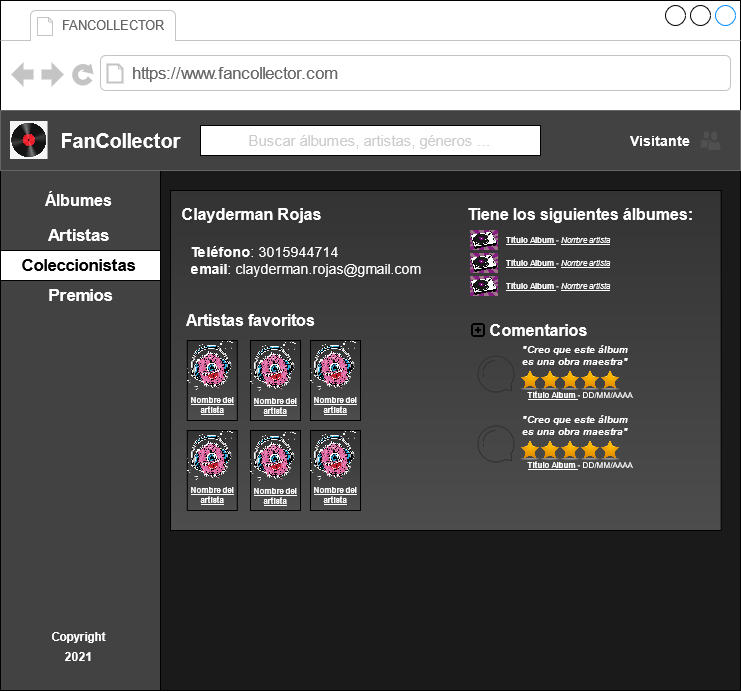 FANCOLLECTOR
https://www.fancollector.com
FanCollector
Buscar álbumes, artistas, géneros ...
Visitante
Álbumes
Artistas
Coleccionistas
Premios
Copyright
2021
Clayderman Rojas
Teléfono: 3015944714
email: clayderman.rojas@gmail.com
Artistas favoritos
Nombre del
artista
Nombre del
artista
Nombre del
artista
Nombre del
artista
Nombre del
artista
Nombre del
artista
Tiene los siguientes álbumes:
Titulo Album - Nombre artista
Titulo Album - Nombre artista
Titulo Album - Nombre artista
Comentarios
"Creo que este álbum
es una obra maestra"
Titulo Album - DD/MM/AAAA
"Creo que este álbum
es una obra maestra"
Titulo Album - DD/MM/AAAA